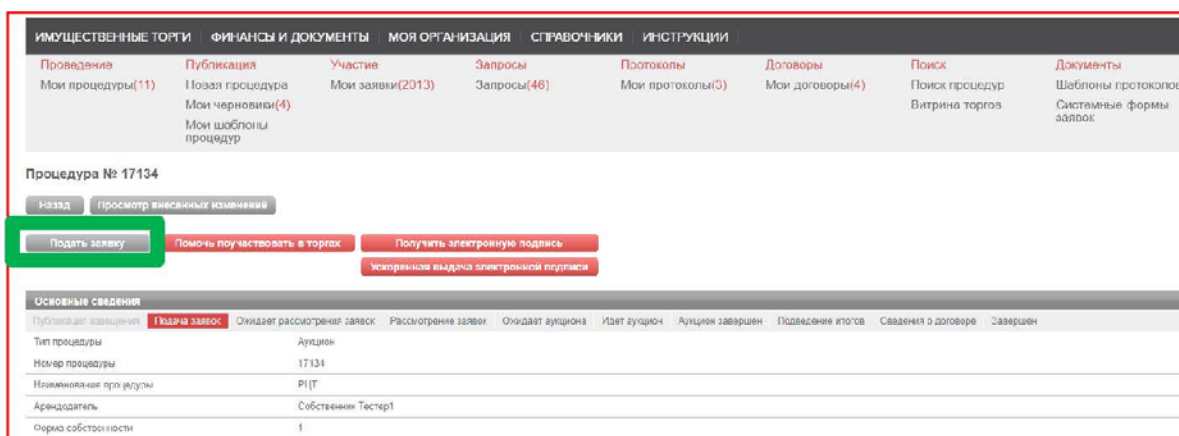 ИМУЩЕСТВЕННЫЕ ТОРГИ ФИНАНСЫ И ДОКУМЕНТЫ МОЯ ОРГАНИЗАЦИЯ СПРАВОЧНИКИ ИНСТРУКЦИИ
Проведение Публикация Участие Запросы Протоколы Договоры Поиск Документы
Мои процедуры(11) Новая процедура Мои заявки(2013) Запросы(46) Мои протоколы(3) Мои договоры(4) Поиск процедур Шаблоны протоколов
Мои черновики(4) Витрина торгов Системные формы
Мои шаблоны заявок
процедур
Процедура № 17134
Назад Просмотр внесенных изменений
Подать заявку Помочь поучаствовать в торгах Получить электронную подпись
Ускоренная выдача электронной подписи
Основные сведения
Публикация извещения Подача заявок Ожидает рассмотрения заявок Рассмотрение заявок Ожидает аукциона Идет аукцион Аукцион завершен Подведение итогов Сведения о договоре Завершен
Тип процедуры Аукцион
Номер процедуры 17134
Наименование процедуры РЦТ
Арендодатель Собственник Тестер1
Форма собственности 1